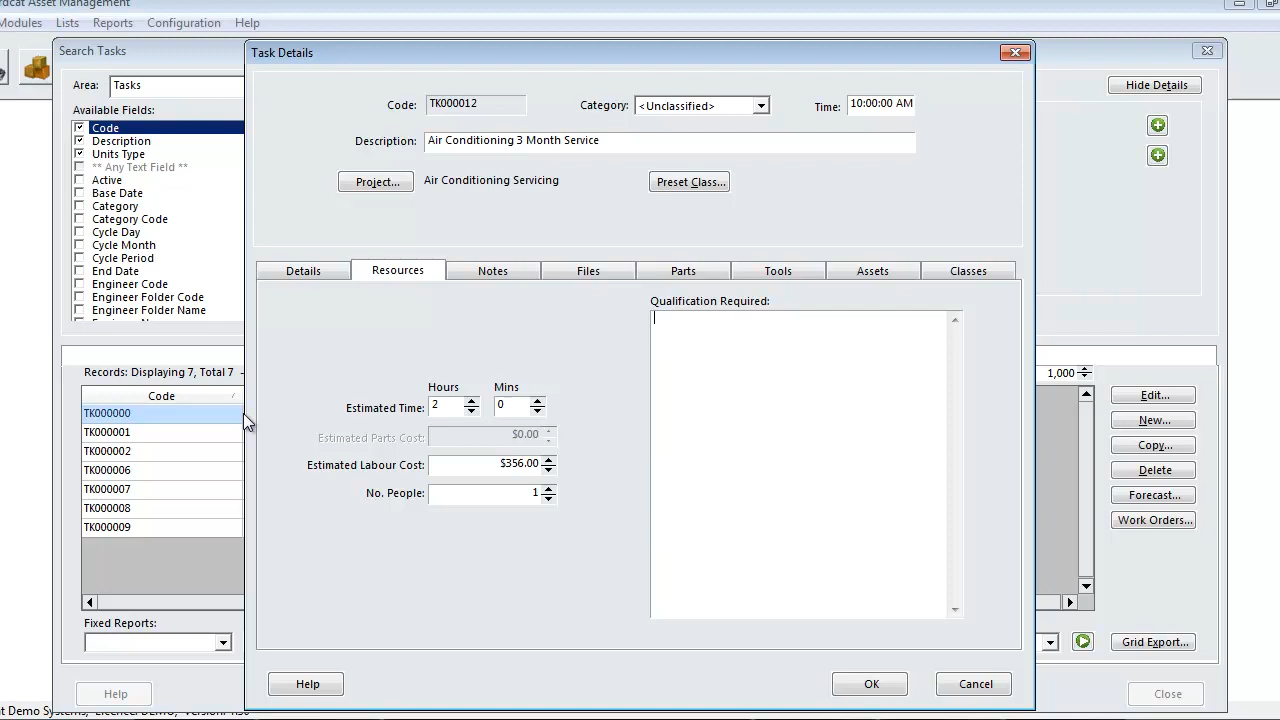 rdcat Asset Management
Modules Lists Reports Configuration Help
Search Tasks
Area: Tasks
Hide Details
Available Fields:
Code
Description
Units Type
** Any Text Field **
Active
Base Date
Category
Category Code
Cycle Day
Cycle Month
Cycle Period
End Date
Engineer Code
Engineer Folder Code
Engineer Folder Name
Records: Displaying 7, Total 7
1,000
Code
TK000000
TK000001
TK000002
TK000006
TK000007
TK000008
TK000009
Edit...
New...
Copy...
Delete
Forecast...
Work Orders...
Fixed Reports:
Grid Export...
Help
Close
Task Details
Code: TK000012 Category: <Unclassified> Time: 10:00:00 AM
Description: Air Conditioning 3 Month Service
Project... Air Conditioning Servicing Preset Class...
Details Resources Notes Files Parts Tools Assets Classes
Qualification Required:
Hours Mins
Estimated Time: 2 0
Estimated Parts Cost: $0.00
Estimated Labour Cost: $356.00
No. People: 1
Help OK Cancel